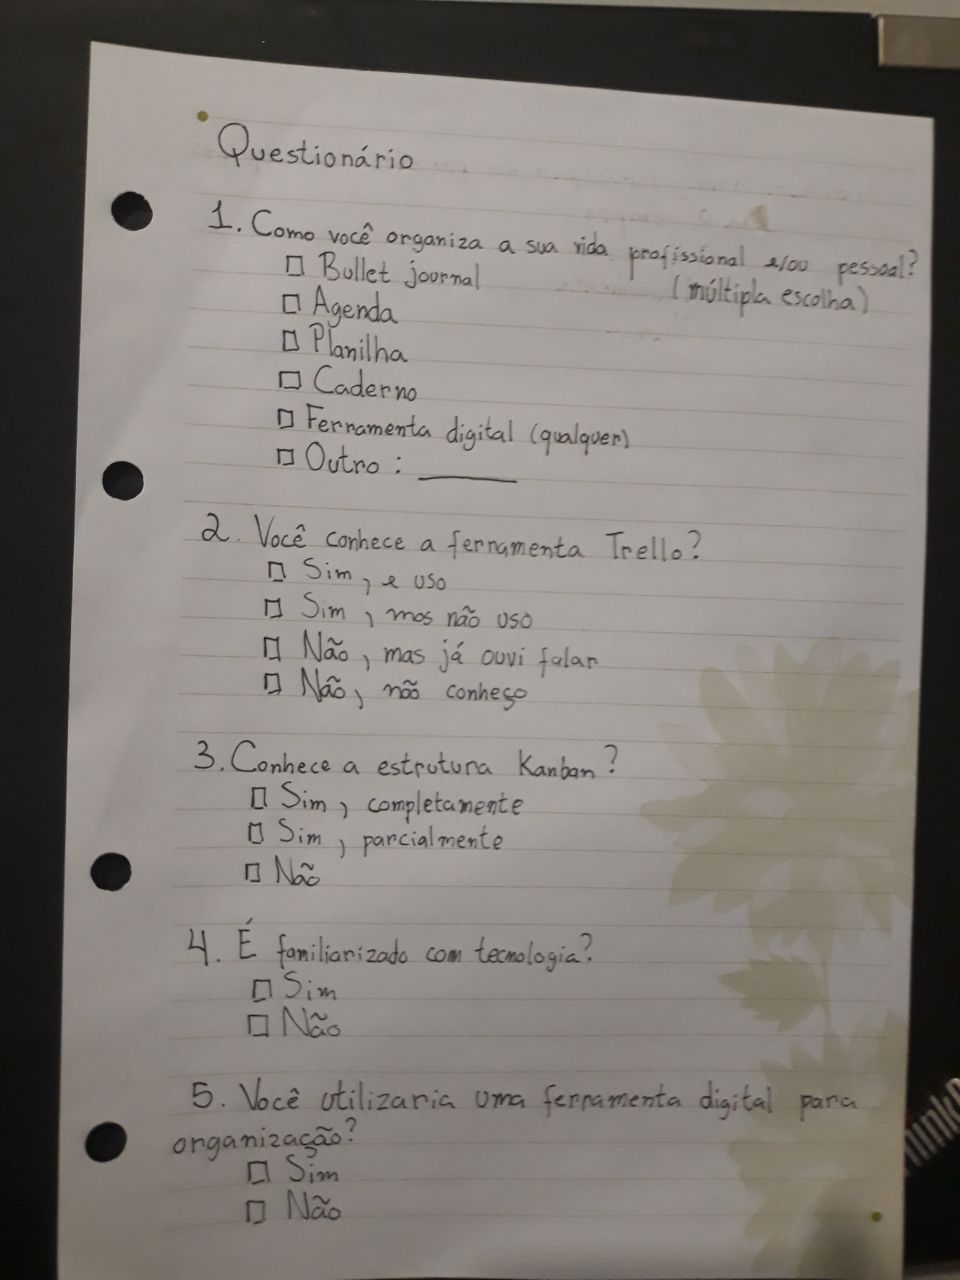 Questionário
1. Como você organiza a sua vida profissional e/ou pessoal?
(múltipla escolha)
□ Bullet journal
□ Agenda
□ Planilha
□ Caderno
□ Ferramenta digital (qualquer)
□ Outro : ______
2. Você conhece a ferramenta Trello?
□ Sim, e uso
□ Sim, mas não uso
□ Não, mas já ouvi falar
□ Não, não conheço
3. Conhece a estrutura Kanban?
□ Sim, completamente
□ Sim, parcialmente
□ Não
4. É familiarizado com tecnologia?
□ Sim
□ Não
5. Você utilizaria uma ferramenta digital para
organização?
□ Sim
□ Não